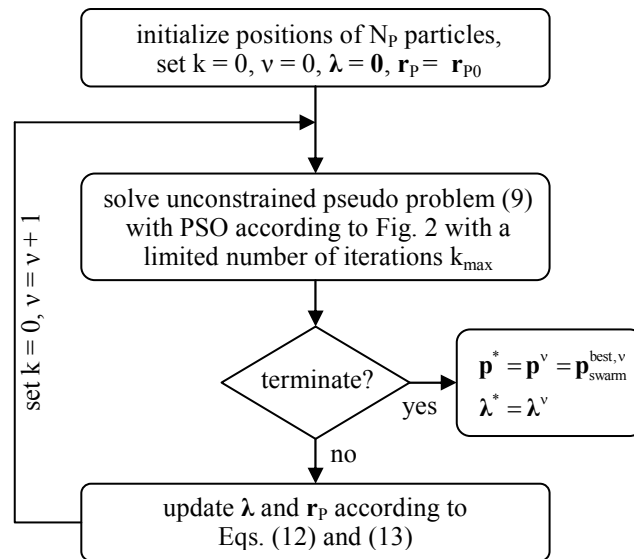 initialize positions of N_P particles,
set k = 0, ν = 0, λ = 0, r_P = r_P0
solve unconstrained pseudo problem (9)
with PSO according to Fig. 2 with a
limited number of iterations k_max
terminate?
yes
p^* = p^ν = p_swarm^best,ν
λ^* = λ^ν
no
update λ and r_P according to
Eqs. (12) and (13)
set k = 0, ν = ν + 1